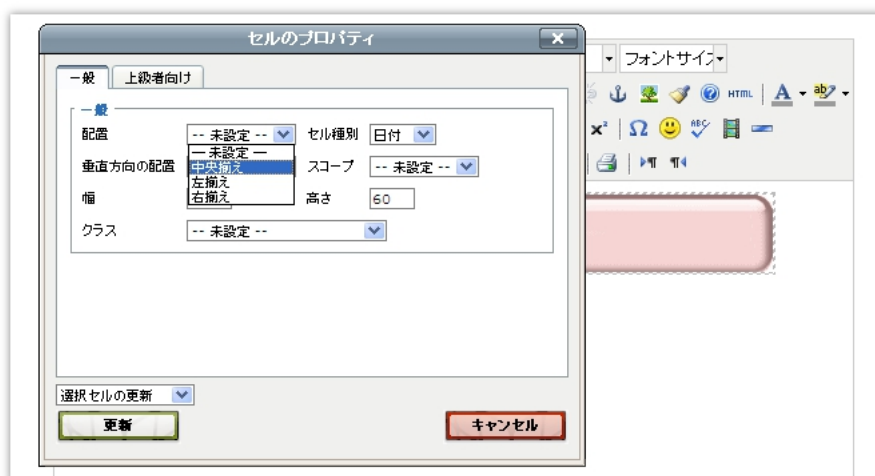 セルのプロパティ
フォントサイズ
一般 上級者向け
HTML A ab
一般
配置 -- 未設定 -- セル種別 日付
x² Ω ABC
— 未設定 —
中央揃え
左揃え
右揃え
垂直方向の配置 スコープ -- 未設定 --
幅 高さ 60
クラス -- 未設定 --
選択セルの更新
更新 キャンセル